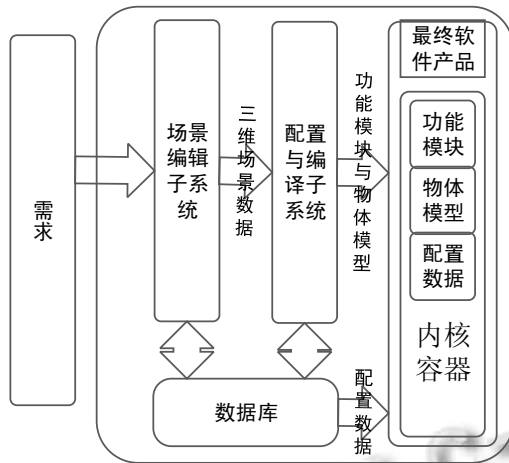 需
求
场景
编辑
子系
统
三
维
场
景
数
据
配置
与编
译子
系统
功
能
模
块
与
物
体
模
型
最终软
件产品
功能
模块
物体
模型
配置
数据
内核
容器
数据库
配
置
数
据